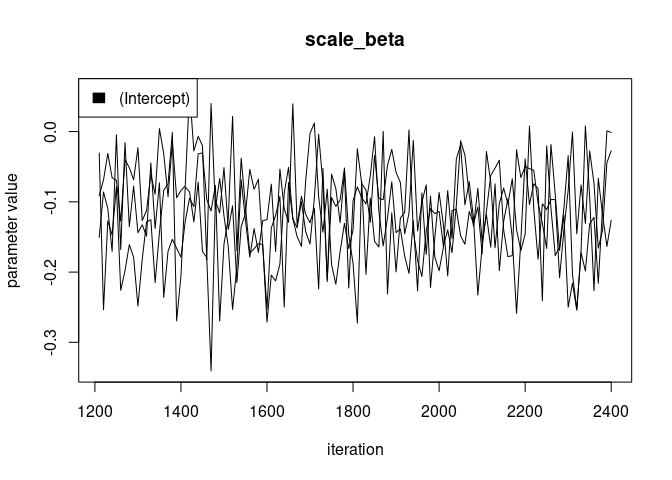 scale_beta
(Intercept)
parameter value
0.0
-0.1
-0.2
-0.3
1200 1400 1600 1800 2000 2200 2400
iteration